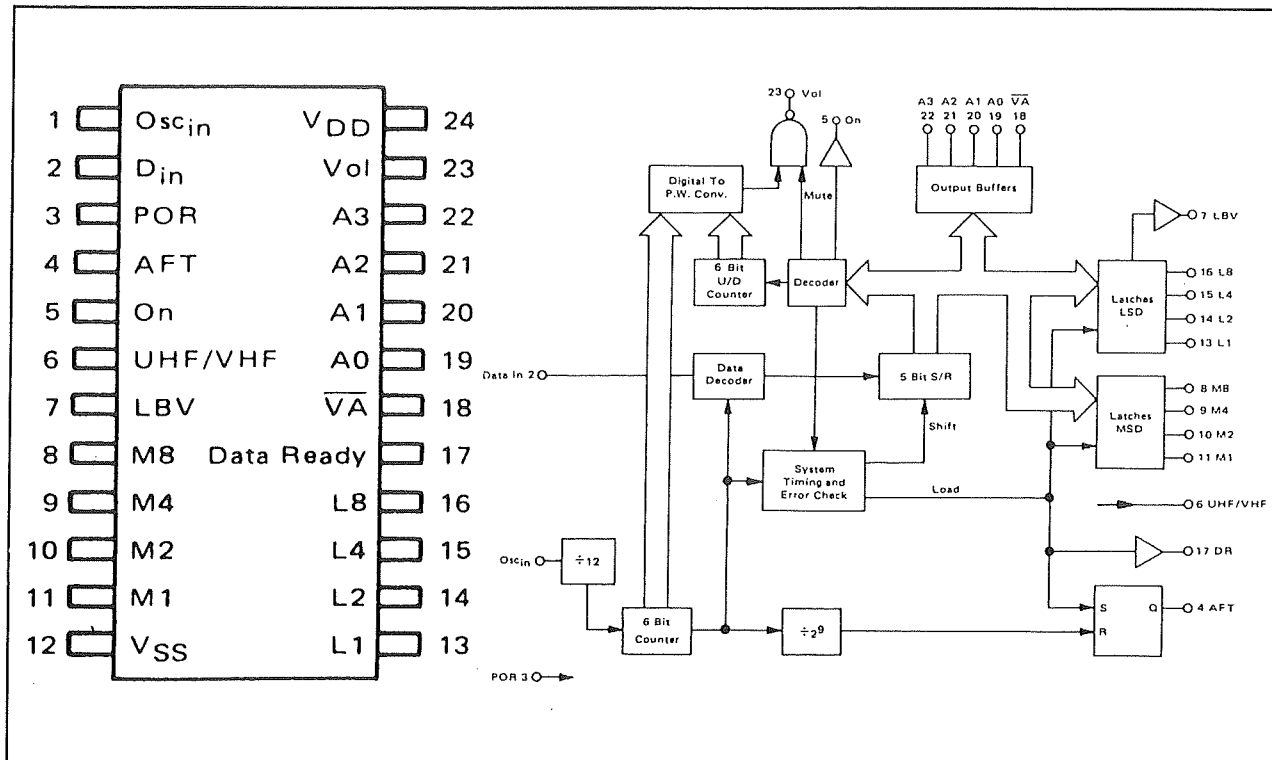 1 Osc_in V_DD 24
2 D_in Vol 23
3 POR A3 22
4 AFT A2 21
5 On A1 20
6 UHF/VHF A0 19
7 LBV V̅A̅ 18
8 M8 Data Ready 17
9 M4 L8 16
10 M2 L4 15
11 M1 L2 14
12 V_SS L1 13
23 Vol
5 On
A3 A2 A1 A0 V̅A̅
22 21 20 19 18
Digital To
P.W. Conv.
Mute
Output Buffers
7 LBV
6 Bit
U/D
Counter
Decoder
Latches
LSD
16 L8
15 L4
14 L2
13 L1
Data In 2
Data
Decoder
5 Bit S/R
Shift
Latches
MSD
8 M8
9 M4
10 M2
11 M1
System
Timing and
Error Check
Load
6 UHF/VHF
Osc_in
÷12
17 DR
6 Bit
Counter
÷2⁹
S Q
R
4 AFT
POR 3